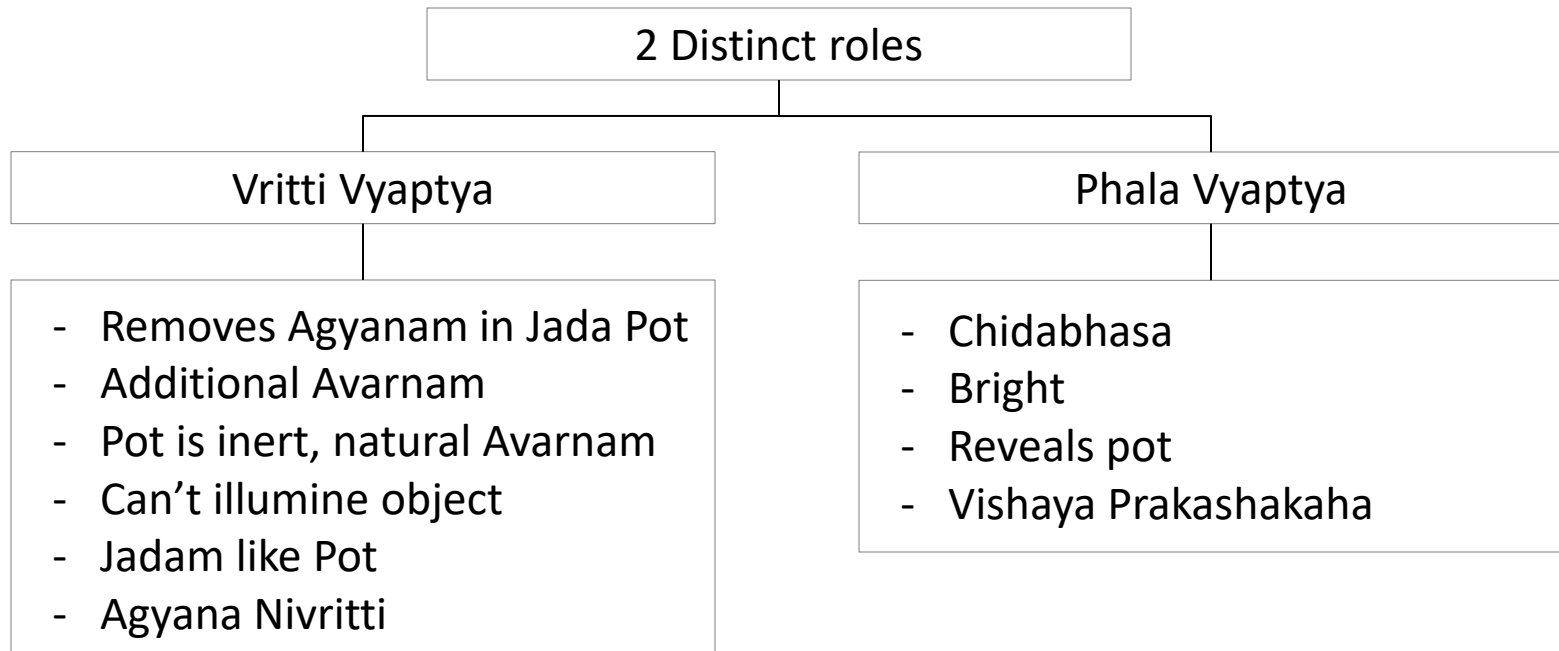 2 Distinct roles
Vritti Vyaptya
Phala Vyaptya
- Removes Agyanam in Jada Pot
- Additional Avarnam
- Pot is inert, natural Avarnam
- Can’t illumine object
- Jadam like Pot
- Agyana Nivritti
- Chidabhasa
- Bright
- Reveals pot
- Vishaya Prakashakaha